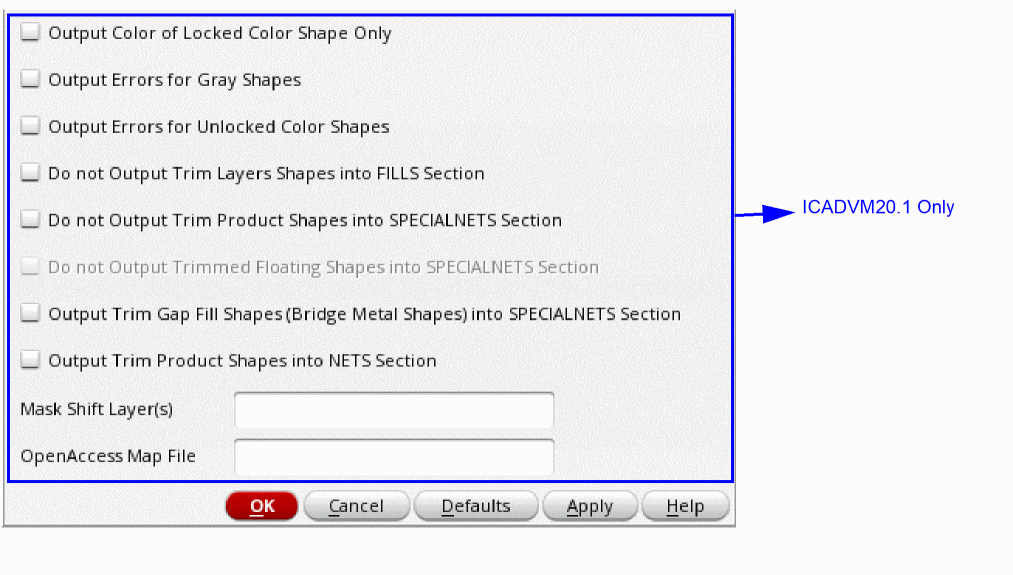 Output Color of Locked Color Shape Only
Output Errors for Gray Shapes
Output Errors for Unlocked Color Shapes
Do not Output Trim Layers Shapes into FILLS Section
Do not Output Trim Product Shapes into SPECIALNETS Section
ICADVM20.1 Only
Do not Output Trimmed Floating Shapes into SPECIALNETS Section
Output Trim Gap Fill Shapes (Bridge Metal Shapes) into SPECIALNETS Section
Output Trim Product Shapes into NETS Section
Mask Shift Layer(s)
OpenAccess Map File
OK Cancel Defaults Apply Help